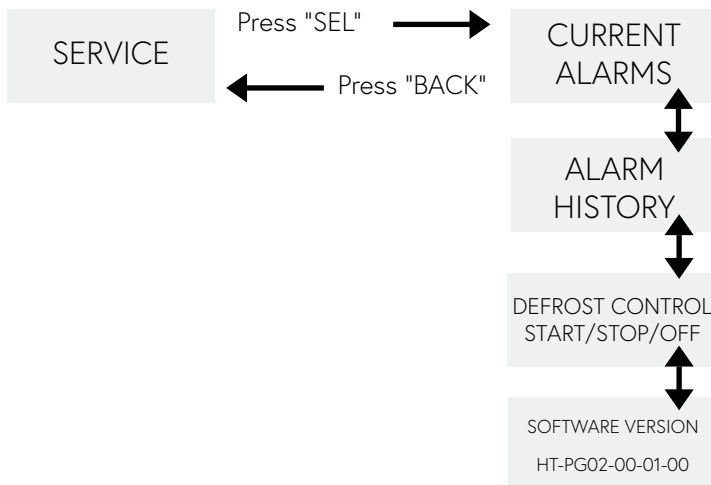 SERVICE
Press "SEL"
Press "BACK"
CURRENT
ALARMS
ALARM
HISTORY
DEFROST CONTROL
START/STOP/OFF
SOFTWARE VERSION
HT-PG02-00-01-00